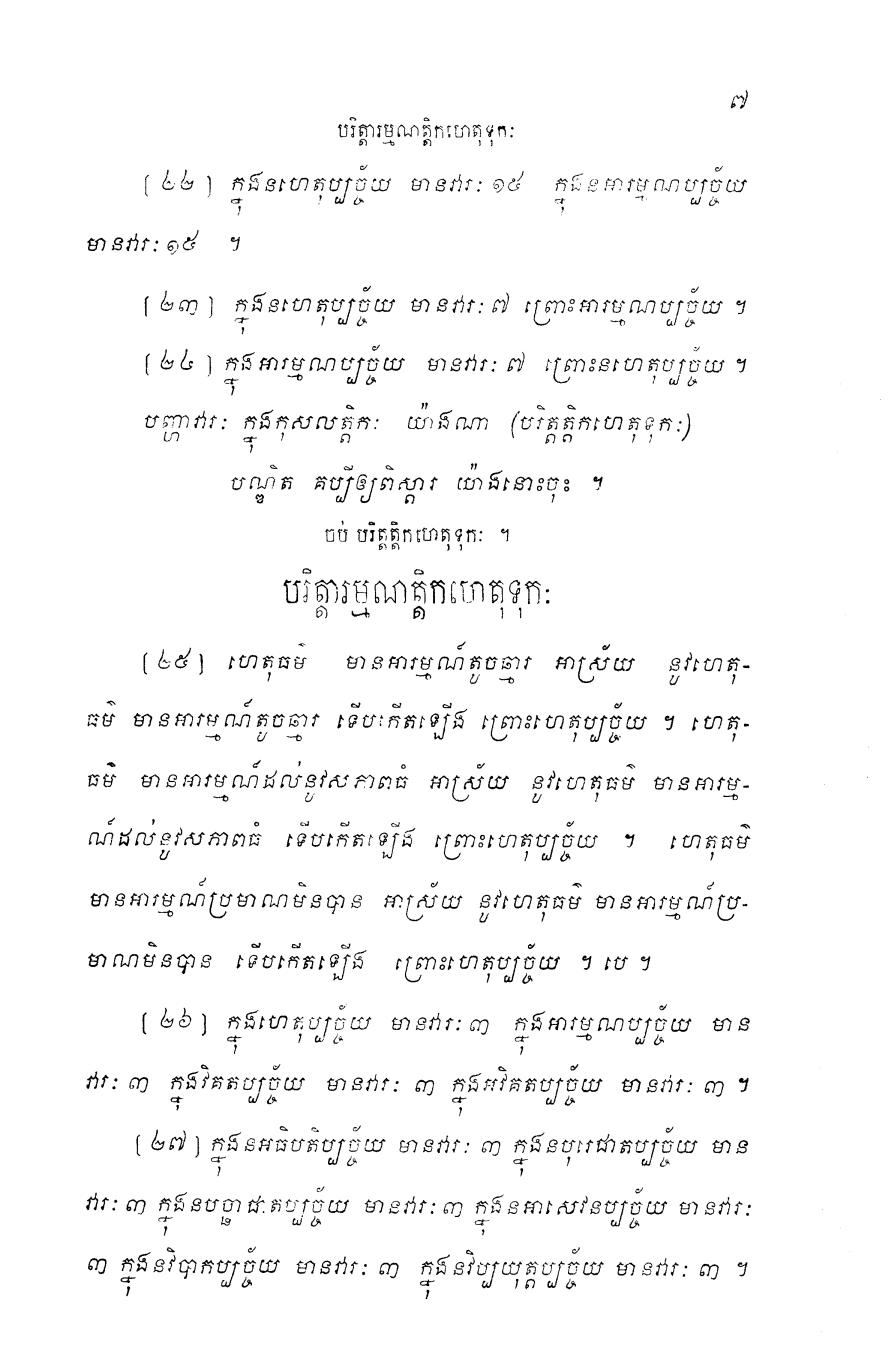 ៧
បរិត្តារម្មណត្តិកហេតុទុកៈ
[ ២២ ] ក្នុងនហេតុប្បច្ច័យ មានវារៈ ១៥ ក្នុងនអារម្មណប្បច្ច័យ
មានវារៈ ១៥ ។
[ ២៣ ] ក្នុងនហេតុប្បច្ច័យ មានវារៈ ៧ ព្រោះអារម្មណប្បច្ច័យ ។
[ ២៤ ] ក្នុងអារម្មណប្បច្ច័យ មានវារៈ ៧ ព្រោះនហេតុប្បច្ច័យ ។
បញ្ហាវារៈ ក្នុងកុសលត្តិកៈ យ៉ាងណា (បរិត្តត្តិកហេតុទុកៈ)
បណ្ឌិត គប្បីឲ្យពិស្តារ យ៉ាងនោះចុះ ។
ចប់ បរិត្តត្តិកហេតុទុកៈ ។
បរិត្តារម្មណត្តិកហេតុទុកៈ
[ ២៥ ] ហេតុធម៌ មានអារម្មណ៍តូចឆ្មារ អាស្រ័យ នូវហេតុ-
ធម៌ មានអារម្មណ៍តូចឆ្មារ ទើបកើតឡើង ព្រោះហេតុប្បច្ច័យ ។ ហេតុ-
ធម៌ មានអារម្មណ៍ដល់នូវសភាពធំ អាស្រ័យ នូវហេតុធម៌ មានអារម្ម-
ណ៍ដល់នូវសភាពធំ ទើបកើតឡើង ព្រោះហេតុប្បច្ច័យ ។ ហេតុធម៌
មានអារម្មណ៍ប្រមាណមិនបាន អាស្រ័យ នូវហេតុធម៌ មានអារម្មណ៍ប្រ-
មាណមិនបាន ទើបកើតឡើង ព្រោះហេតុប្បច្ច័យ ។ បេ ។
[ ២៦ ] ក្នុងហេតុប្បច្ច័យ មានវារៈ ៣ ក្នុងអារម្មណប្បច្ច័យ មាន
វារៈ ៣ ក្នុងវិគតប្បច្ច័យ មានវារៈ ៣ ក្នុងអវិគតប្បច្ច័យ មានវារៈ ៣ ។
[ ២៧ ] ក្នុងនអធិបតិប្បច្ច័យ មានវារៈ ៣ ក្នុងនបុរេជាតប្បច្ច័យ មាន
វារៈ ៣ ក្នុងនបច្ឆាជាតប្បច្ច័យ មានវារៈ ៣ ក្នុងនអាសេវនប្បច្ច័យ មានវារៈ
៣ ក្នុងនវិបាកប្បច្ច័យ មានវារៈ ៣ ក្នុងនវិប្បយុត្តប្បច្ច័យ មានវារៈ ៣ ។